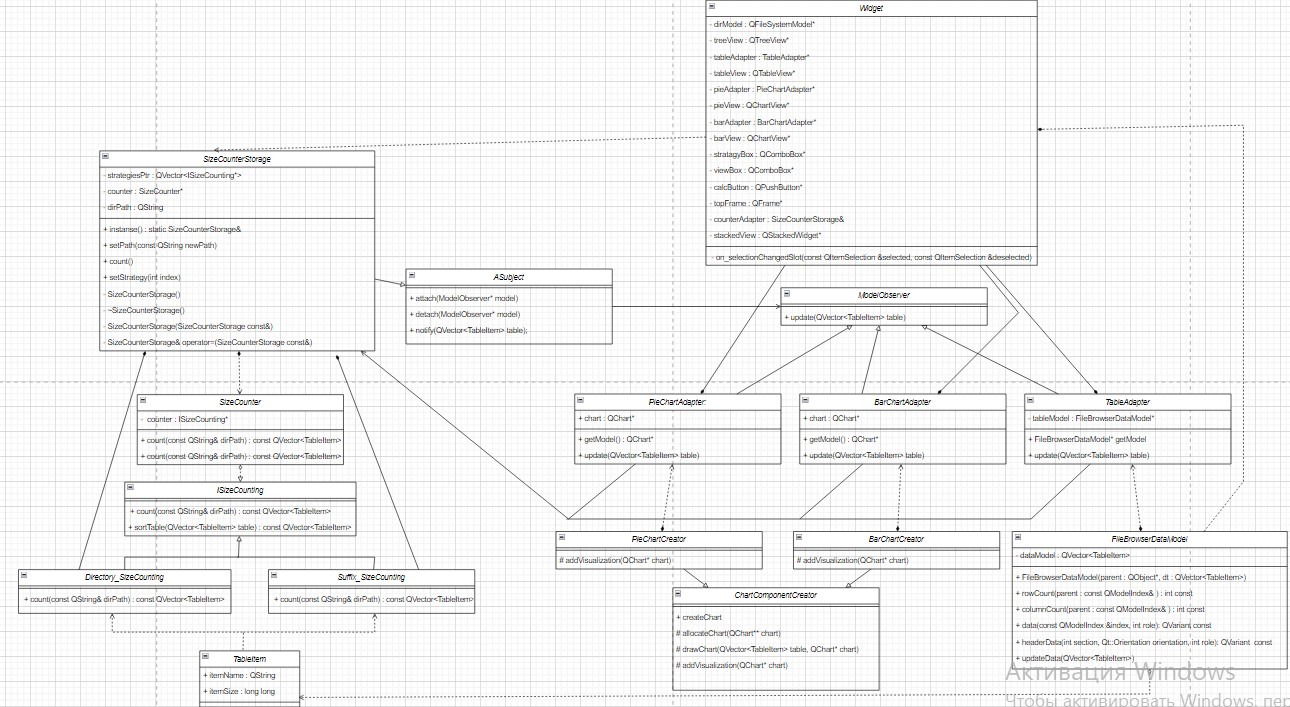 Widget
- dirModel : QFileSystemModel*
- treeView : QTreeView*
- tableAdapter : TableAdapter*
- tableView : QTableView*
- pieAdapter : PieChartAdapter*
- pieView : QChartView*
- barAdapter : BarChartAdapter*
- barView : QChartView*
- stratagyBox : QComboBox*
- viewBox : QComboBox*
- calcButton : QPushButton*
- topFrame : QFrame*
- counterAdapter : SizeCounterStorage&
- stackedView : QStackedWidget*
- on_selectionChangedSlot(const QItemSelection &selected, const QItemSelection &deselected)
SizeCounterStorage
- strategiesPtr : QVector<ISizeCounting*>
- counter : SizeCounter*
- dirPath : QString
+ instanse() : static SizeCounterStorage&
+ setPath(const QString newPath)
+ count()
+ setStrategy(int index)
- SizeCounterStorage()
- ~SizeCounterStorage()
- SizeCounterStorage(SizeCounterStorage const&)
- SizeCounterStorage& operator=(SizeCounterStorage const&)
ASubject
+ attach(ModelObserver* model)
+ detach(ModelObserver* model)
+ notify(QVector<TableItem> table);
ModelObserver
+ update(QVector<TableItem> table)
SizeCounter
- counter : ISizeCounting*
+ count(const QString& dirPath) : const QVector<TableItem>
+ count(const QString& dirPath) : const QVector<TableItem>
PieChartAdapter
+ chart : QChart*
+ getModel() : QChart*
+ update(QVector<TableItem> table)
BarChartAdapter
+ chart : QChart*
+ getModel() : QChart*
+ update(QVector<TableItem> table)
TableAdapter
- tableModel : FileBrowserDataModel*
+ FileBrowserDataModel* getModel
+ update(QVector<TableItem> table)
ISizeCounting
+ count(const QString& dirPath) : const QVector<TableItem>
+ sortTable(QVector<TableItem> table) : const QVector<TableItem>
PieChartCreator
# addVisualization(QChart* chart)
BarChartCreator
# addVisualization(QChart* chart)
FileBrowserDataModel
- dataModel : QVector<TableItem>
+ FileBrowserDataModel(parent : QObject*, dt : QVector<TableItem>)
+ rowCount(parent : const QModelIndex& ) : int const
+ columnCount(parent : const QModelIndex& ) : int const
+ data(const QModelIndex &index, int role): QVariant const
+ headerData(int section, Qt::Orientation orientation, int role): QVariant const
+ updateData(QVector<TableItem>)
Directory_SizeCounting
+ count(const QString& dirPath) : const QVector<TableItem>
Suffix_SizeCounting
+ count(const QString& dirPath) : const QVector<TableItem>
ChartComponentCreator
+ createChart
# allocateChart(QChart** chart)
# drawChart(QVector<TableItem> table, QChart* chart)
# addVisualization(QChart* chart)
TableItem
+ itemName : QString
+ itemSize : long long
Активация Windows
Чтобы активировать Windows, пер